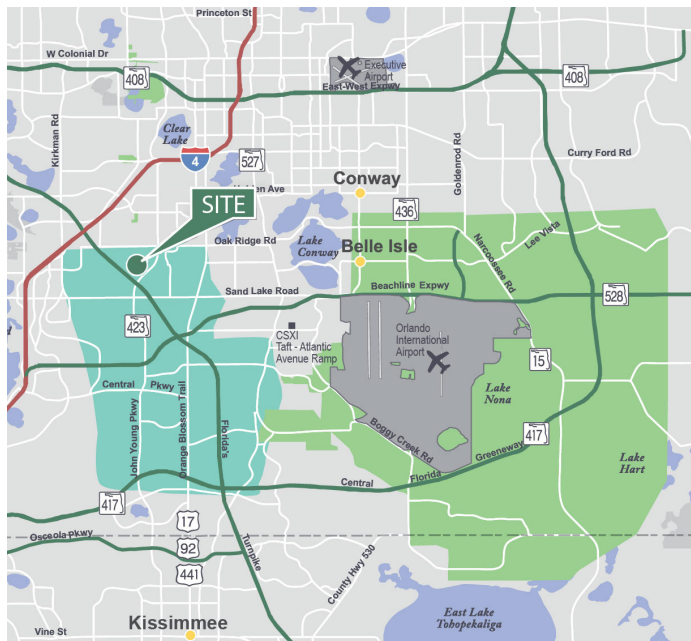 Princeton St
W Colonial Dr
Executive
Airport
408
East-West Expwy
408
Kirkman Rd
Clear
Lake
4
527
Goldenrod Rd
Curry Ford Rd
Conway
SITE
436
Oak Ridge Rd
Lake
Conway
Belle Isle
Narcoossee Rd
Lee Vista
Sand Lake Road
Beachline Expwy
528
423
CSXI
Taft - Atlantic
Avenue Ramp
Orlando
International
Airport
15
Central Pkwy
Lake
Nona
John Young Pkwy
Orange Blossom Trail
Florida's
Boggy Creek Rd
417
Greeneway
Lake
Hart
Central
Florida
417
17
Osceola Pkwy
92
Turnpike
441
County Hwy 530
East Lake
Tohopekaliga
Kissimmee
Vine St